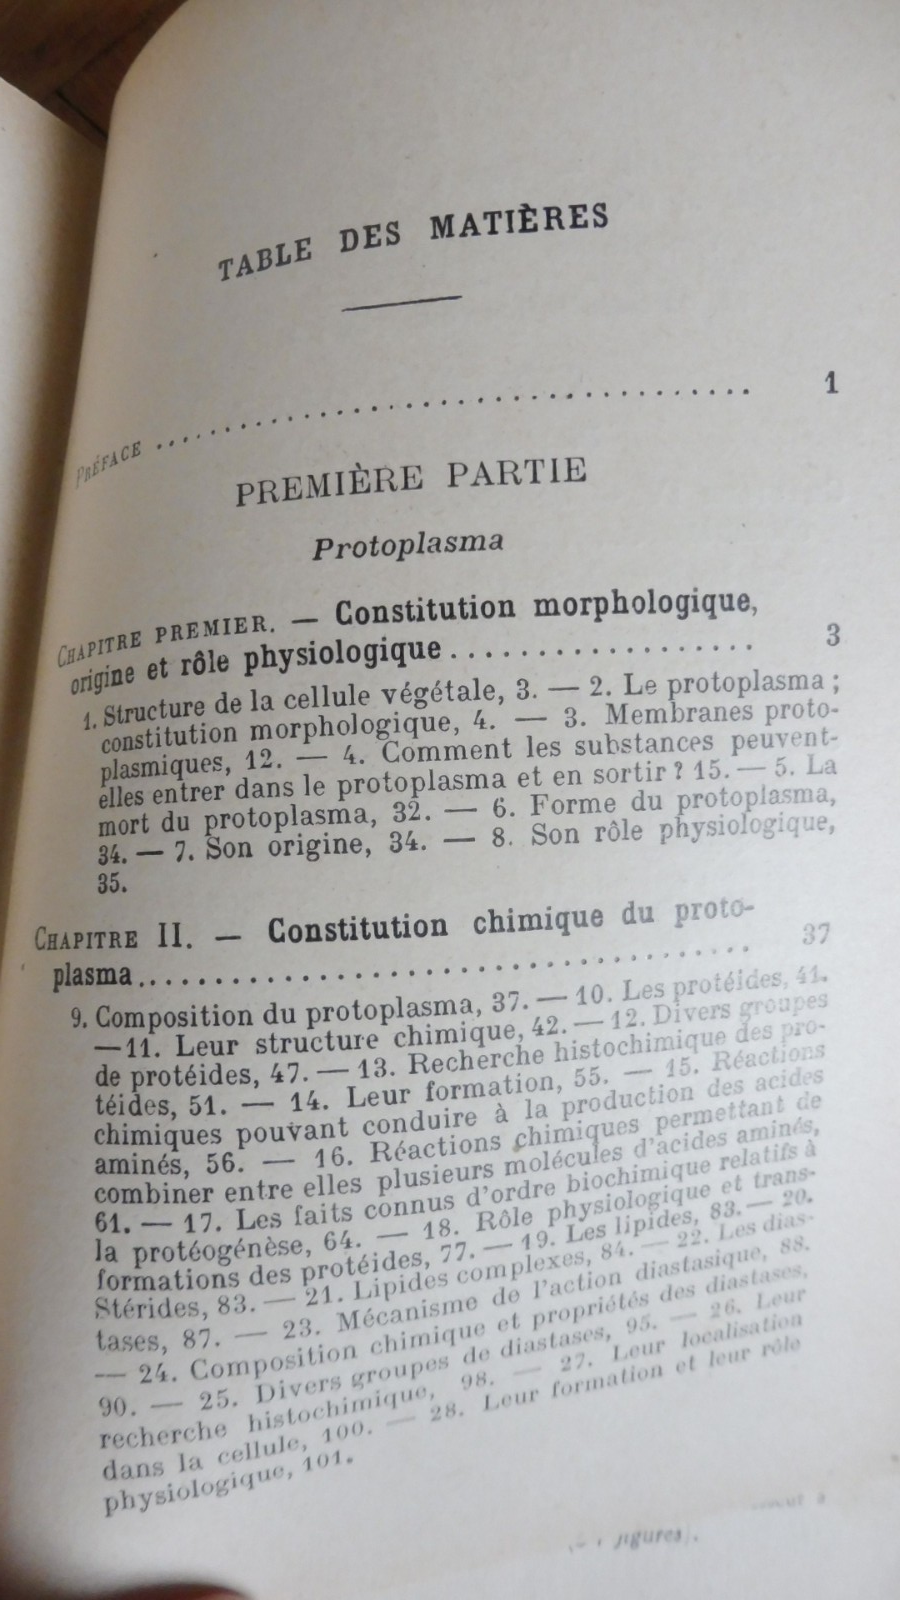 TABLE DES MATIÈRES
PRÉFACE .......................................... 1
PREMIÈRE PARTIE
Protoplasma
CHAPITRE PREMIER. — Constitution morphologique,
origine et rôle physiologique .................. 3
1. Structure de la cellule végétale, 3. — 2. Le protoplasma ;
constitution morphologique, 4. — 3. Membranes proto-
plasmiques, 12. — 4. Comment les substances peuvent-
elles entrer dans le protoplasma et en sortir ? 15. — 5. La
mort du protoplasma, 32. — 6. Forme du protoplasma,
34. — 7. Son origine, 34. — 8. Son rôle physiologique,
35.
CHAPITRE II. — Constitution chimique du proto-
plasma .......................................... 37
9. Composition du protoplasma, 37. — 10. Les protéides, 41.
— 11. Leur structure chimique, 42. — 12. Divers groupes
de protéides, 47. — 13. Recherche histochimique des pro-
téides, 51. — 14. Leur formation, 55. — 15. Réactions
chimiques pouvant conduire à la production des acides
aminés, 56. — 16. Réactions chimiques permettant de
combiner entre elles plusieurs molécules d'acides aminés,
61. — 17. Les faits connus d'ordre biochimique relatifs à
la protéogénèse, 64. — 18. Rôle physiologique et trans-
formations des protéides, 77. — 19. Les lipides, 83. — 20.
Stérides, 83. — 21. Lipides complexes, 84. — 22. Les dias-
tases, 87. — 23. Mécanisme de l'action diastasique, 88.
— 24. Composition chimique et propriétés des diastases,
90. — 25. Divers groupes de diastases, 95. — 26. Leur
recherche histochimique, 98. — 27. Leur localisation
dans la cellule, 100. — 28. Leur formation et leur rôle
physiologique, 101.
figures).